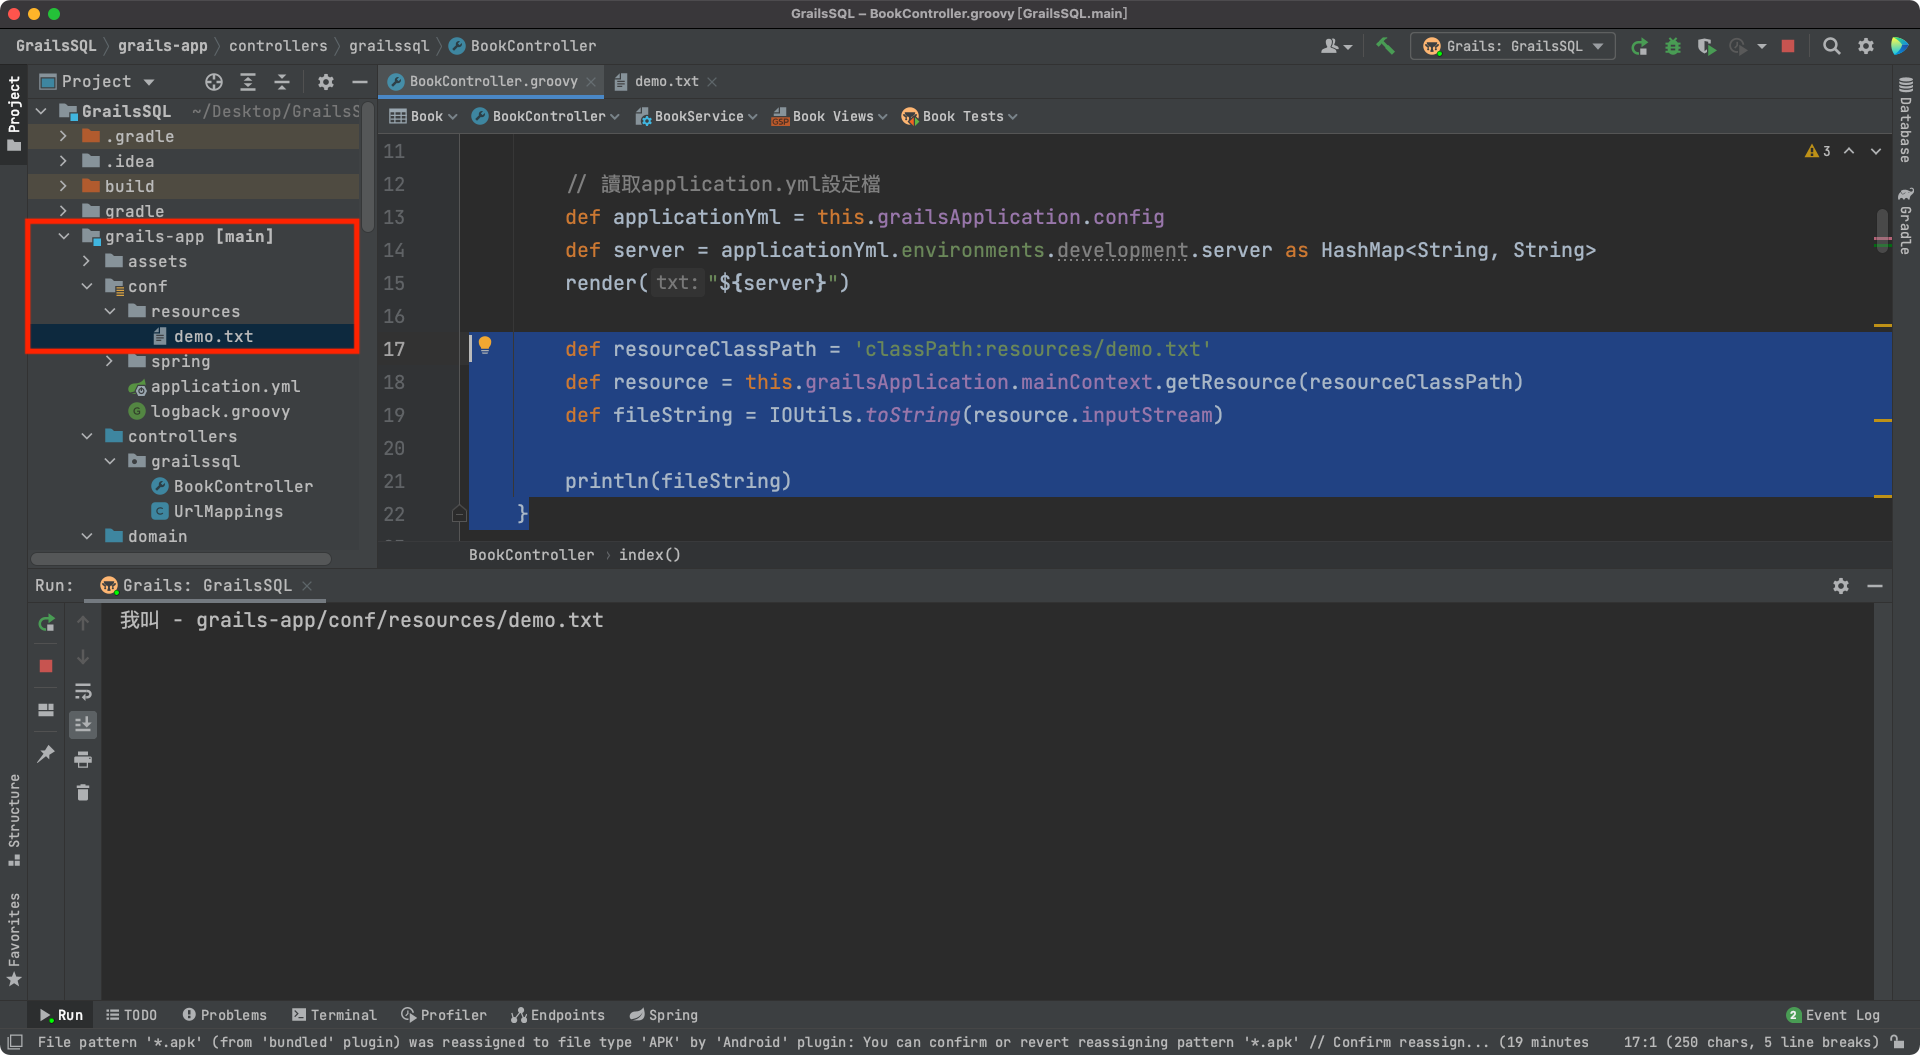 GrailsSQL – BookController.groovy [GrailsSQL.main]
GrailsSQL grails-app controllers grailssql BookController
Grails: GrailsSQL
Project
Project
BookController.groovy
demo.txt
GrailsSQL ~/Desktop/GrailsS
.gradle
.idea
build
gradle
grails-app [main]
assets
conf
resources
demo.txt
spring
application.yml
logback.groovy
controllers
grailssql
BookController
UrlMappings
domain
Book BookController BookService Book Views Book Tests
3
11
12 // 讀取application.yml設定檔
13 def applicationYml = this.grailsApplication.config
14 def server = applicationYml.environments.development.server as HashMap<String, String>
15 render( txt: "${server}")
16
17 def resourceClassPath = 'classPath:resources/demo.txt'
18 def resource = this.grailsApplication.mainContext.getResource(resourceClassPath)
19 def fileString = IOUtils.toString(resource.inputStream)
20
21 println(fileString)
22 }
BookController › index()
Database
Gradle
Run: Grails: GrailsSQL
我叫 - grails-app/conf/resources/demo.txt
Structure
Favorites
Run TODO Problems Terminal Profiler Endpoints Spring
2 Event Log
File pattern '*.apk' (from 'bundled' plugin) was reassigned to file type 'APK' by 'Android' plugin: You can confirm or revert reassigning pattern '*.apk' // Confirm reassign... (19 minutes
17:1 (250 chars, 5 line breaks)